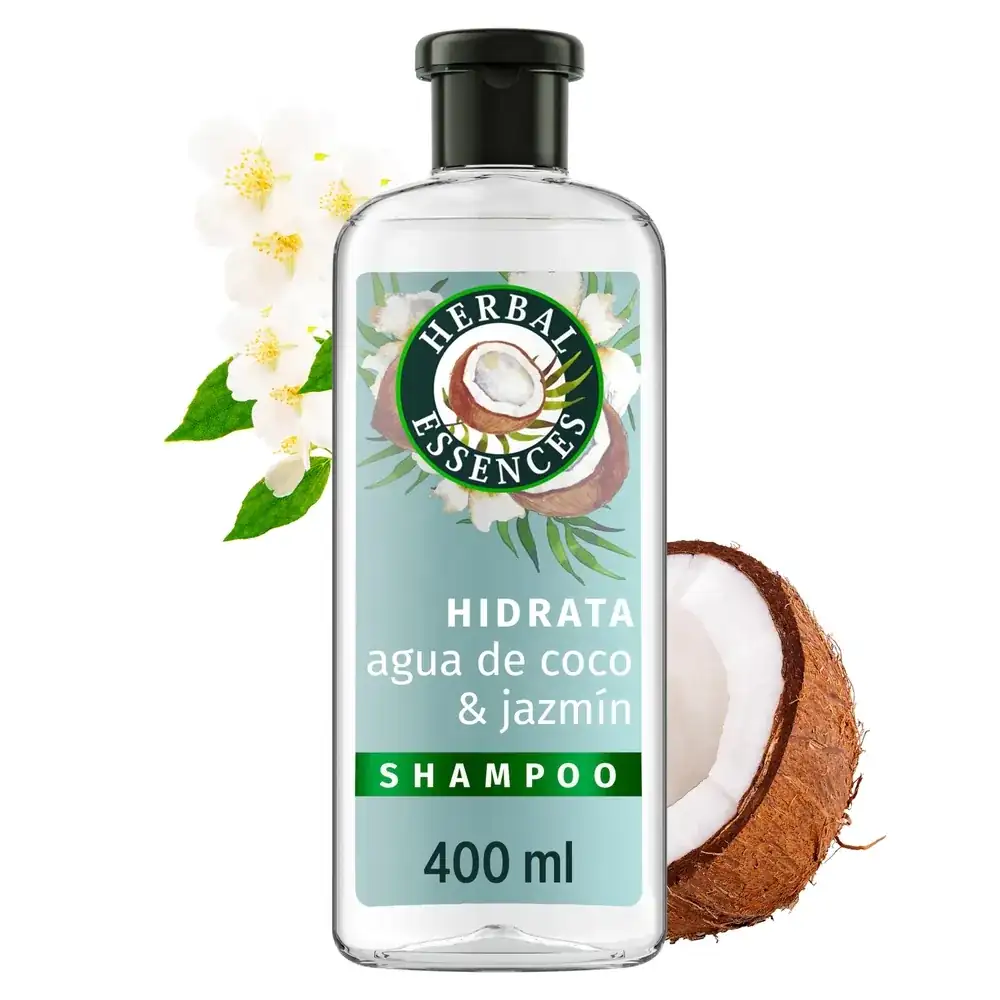 HERBAL
ESSENCES
HIDRATA
agua de coco
& jazmín
SHAMPOO
400 ml